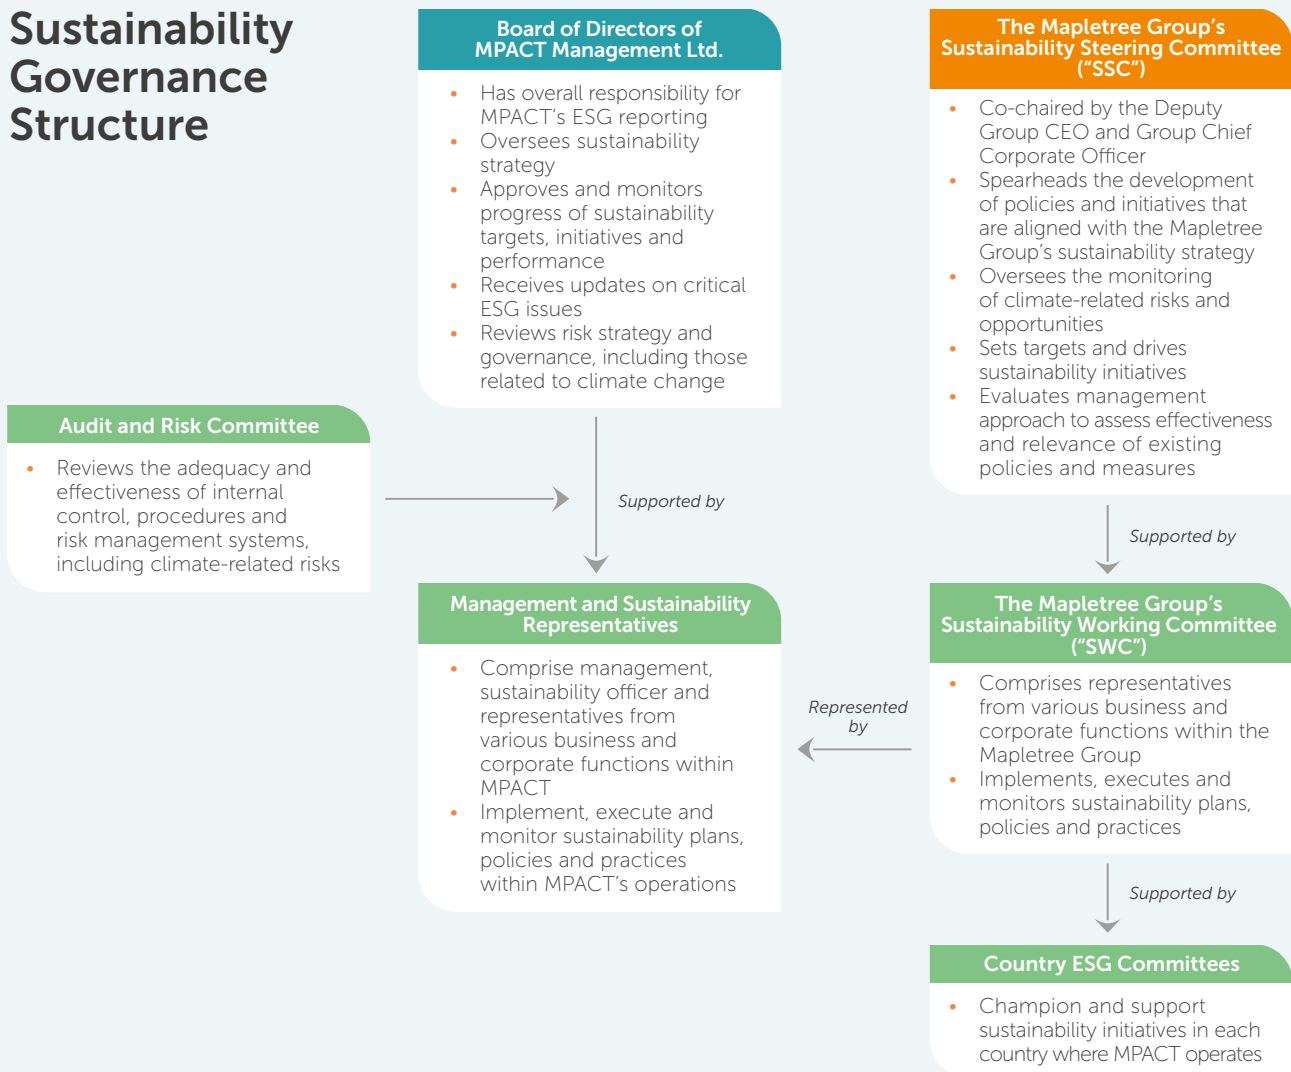 Sustainability
Governance
Structure
Board of Directors of
MPACT Management Ltd.
• Has overall responsibility for
MPACT’s ESG reporting
• Oversees sustainability
strategy
• Approves and monitors
progress of sustainability
targets, initiatives and
performance
• Receives updates on critical
ESG issues
• Reviews risk strategy and
governance, including those
related to climate change
The Mapletree Group’s
Sustainability Steering Committee
(“SSC”)
• Co-chaired by the Deputy
Group CEO and Group Chief
Corporate Officer
• Spearheads the development
of policies and initiatives that
are aligned with the Mapletree
Group’s sustainability strategy
• Oversees the monitoring
of climate-related risks and
opportunities
• Sets targets and drives
sustainability initiatives
• Evaluates management
approach to assess effectiveness
and relevance of existing
policies and measures
Audit and Risk Committee
• Reviews the adequacy and
effectiveness of internal
control, procedures and
risk management systems,
including climate-related risks
Supported by
Supported by
Management and Sustainability
Representatives
• Comprise management,
sustainability officer and
representatives from
various business and
corporate functions within
MPACT
• Implement, execute and
monitor sustainability plans,
policies and practices
within MPACT’s operations
Represented
by
The Mapletree Group’s
Sustainability Working Committee
(“SWC”)
• Comprises representatives
from various business and
corporate functions within the
Mapletree Group
• Implements, executes and
monitors sustainability plans,
policies and practices
Supported by
Country ESG Committees
• Champion and support
sustainability initiatives in each
country where MPACT operates